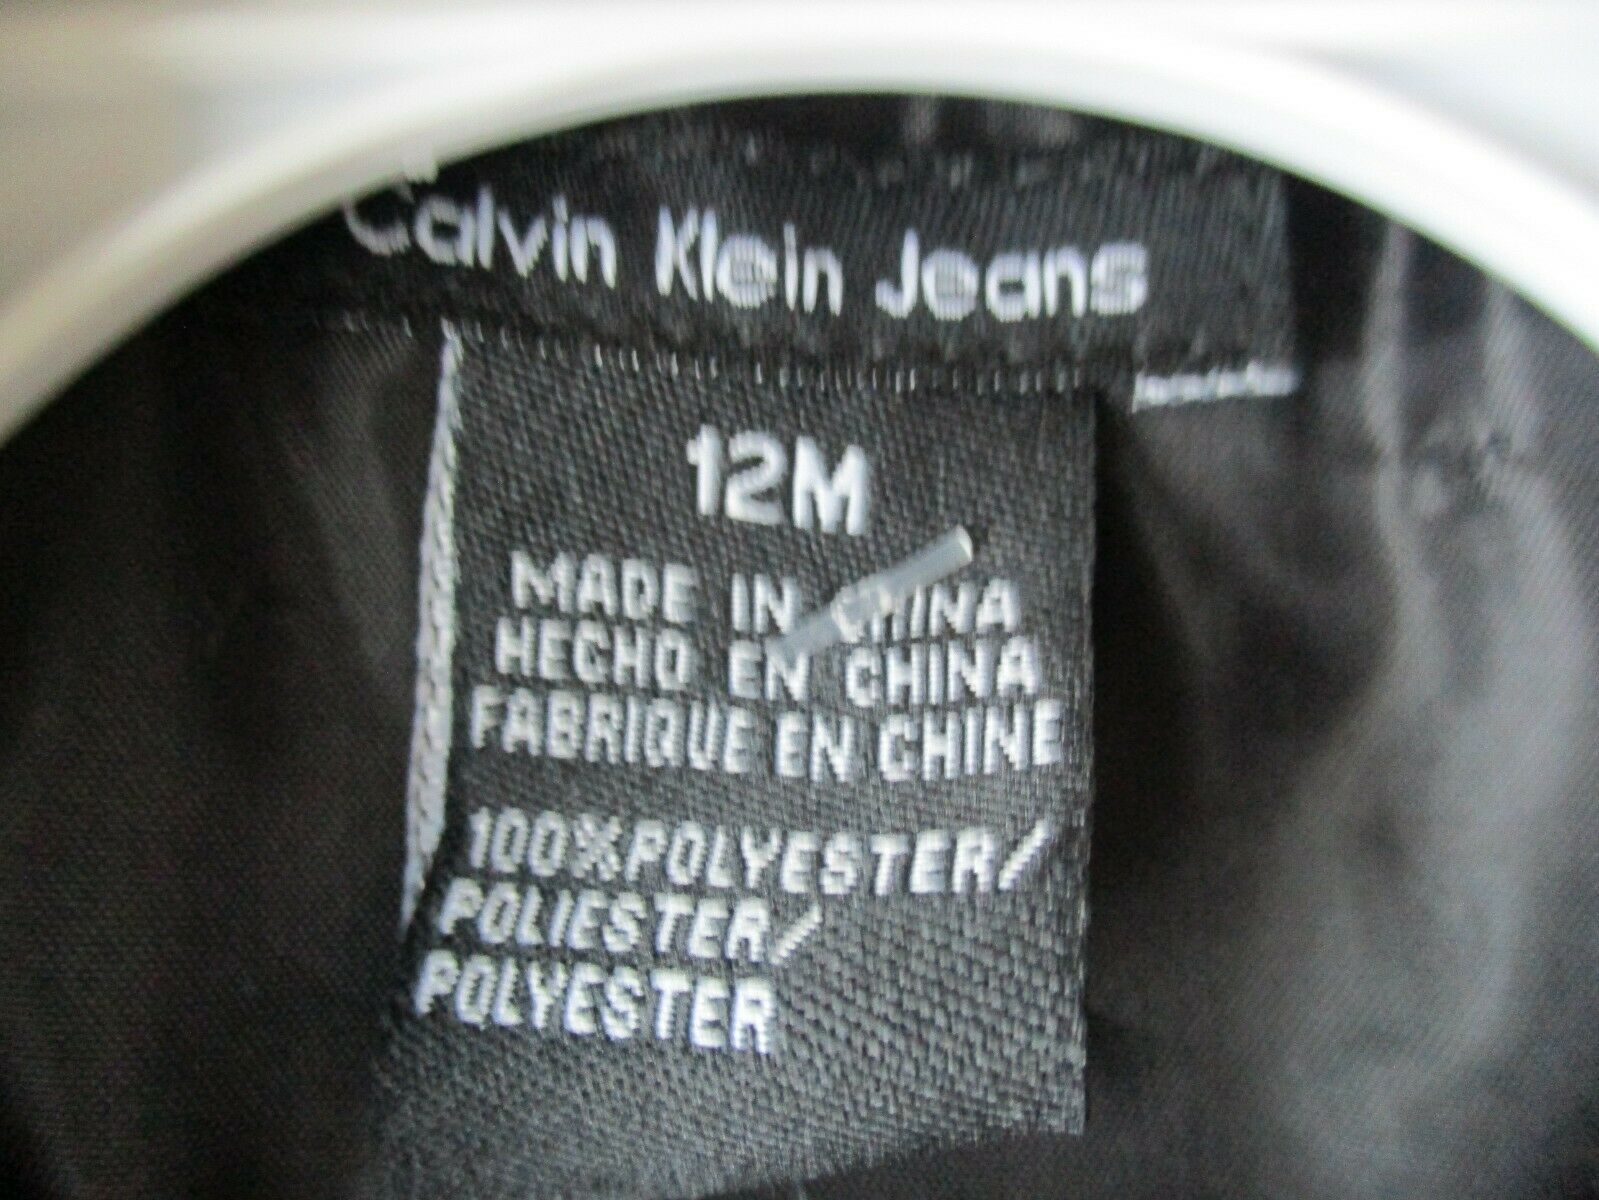 Calvin Klein Jeans
12M
MADE IN CHINA
HECHO EN CHINA
FABRIQUE EN CHINE
100%POLYESTER/
POLIESTER/
POLYESTER